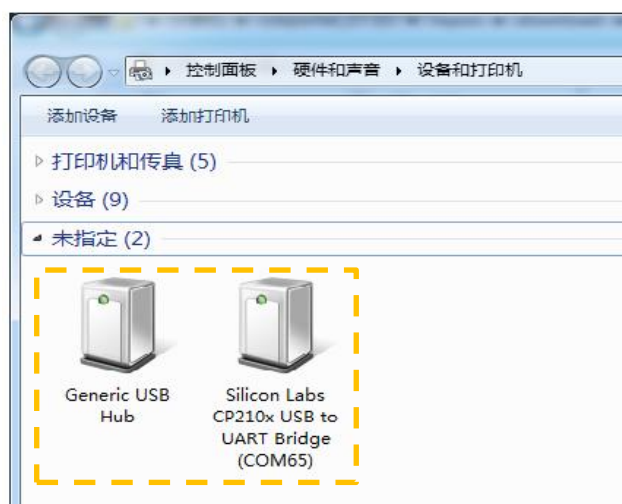 控制面板 ▸ 硬件和声音 ▸ 设备和打印机
添加设备 添加打印机
打印机和传真 (5)
设备 (9)
未指定 (2)
Generic USB
Hub
Silicon Labs
CP210x USB to
UART Bridge
(COM65)